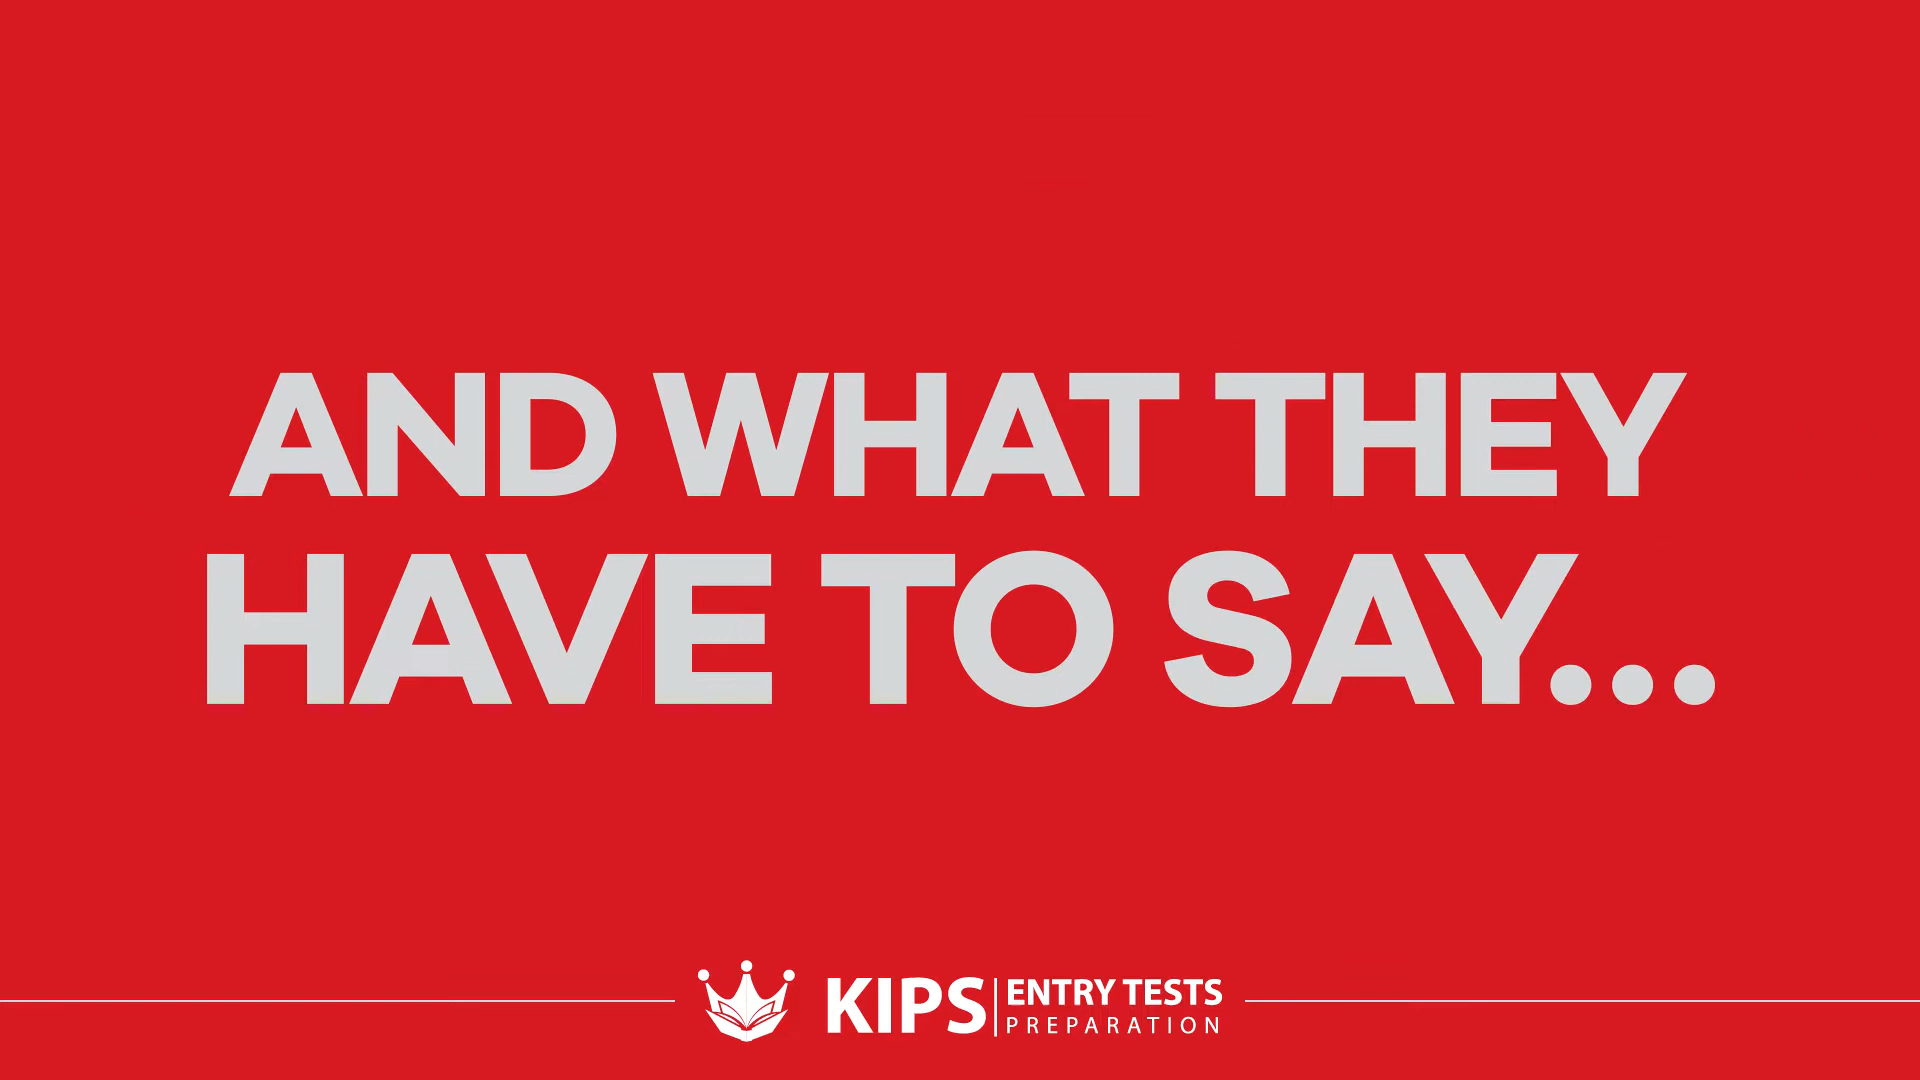 AND WHAT THEY
HAVE TO SAY...
KIPS
ENTRY TESTS
PREPARATION